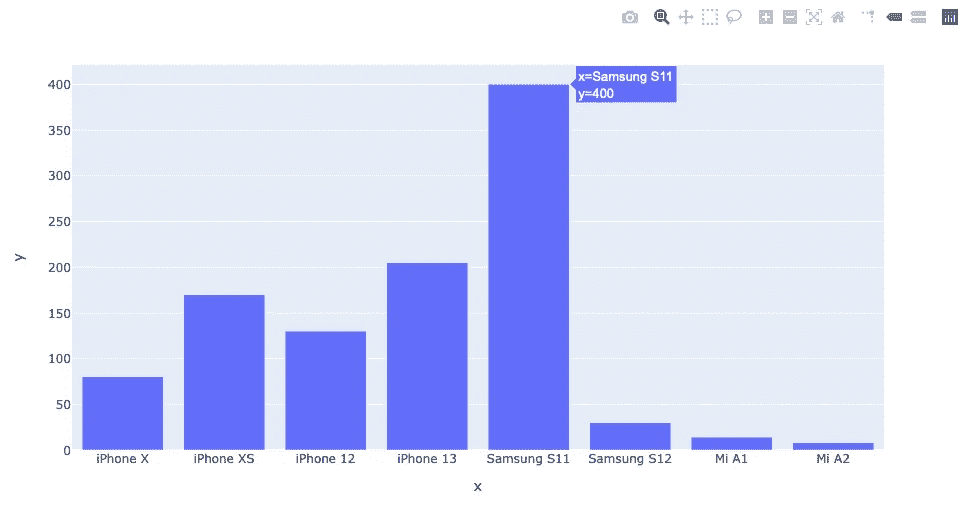 x=Samsung S11
y=400
400
350
300
250
200
150
100
50
0
y
iPhone X iPhone XS iPhone 12 iPhone 13 Samsung S11 Samsung S12 Mi A1 Mi A2
x